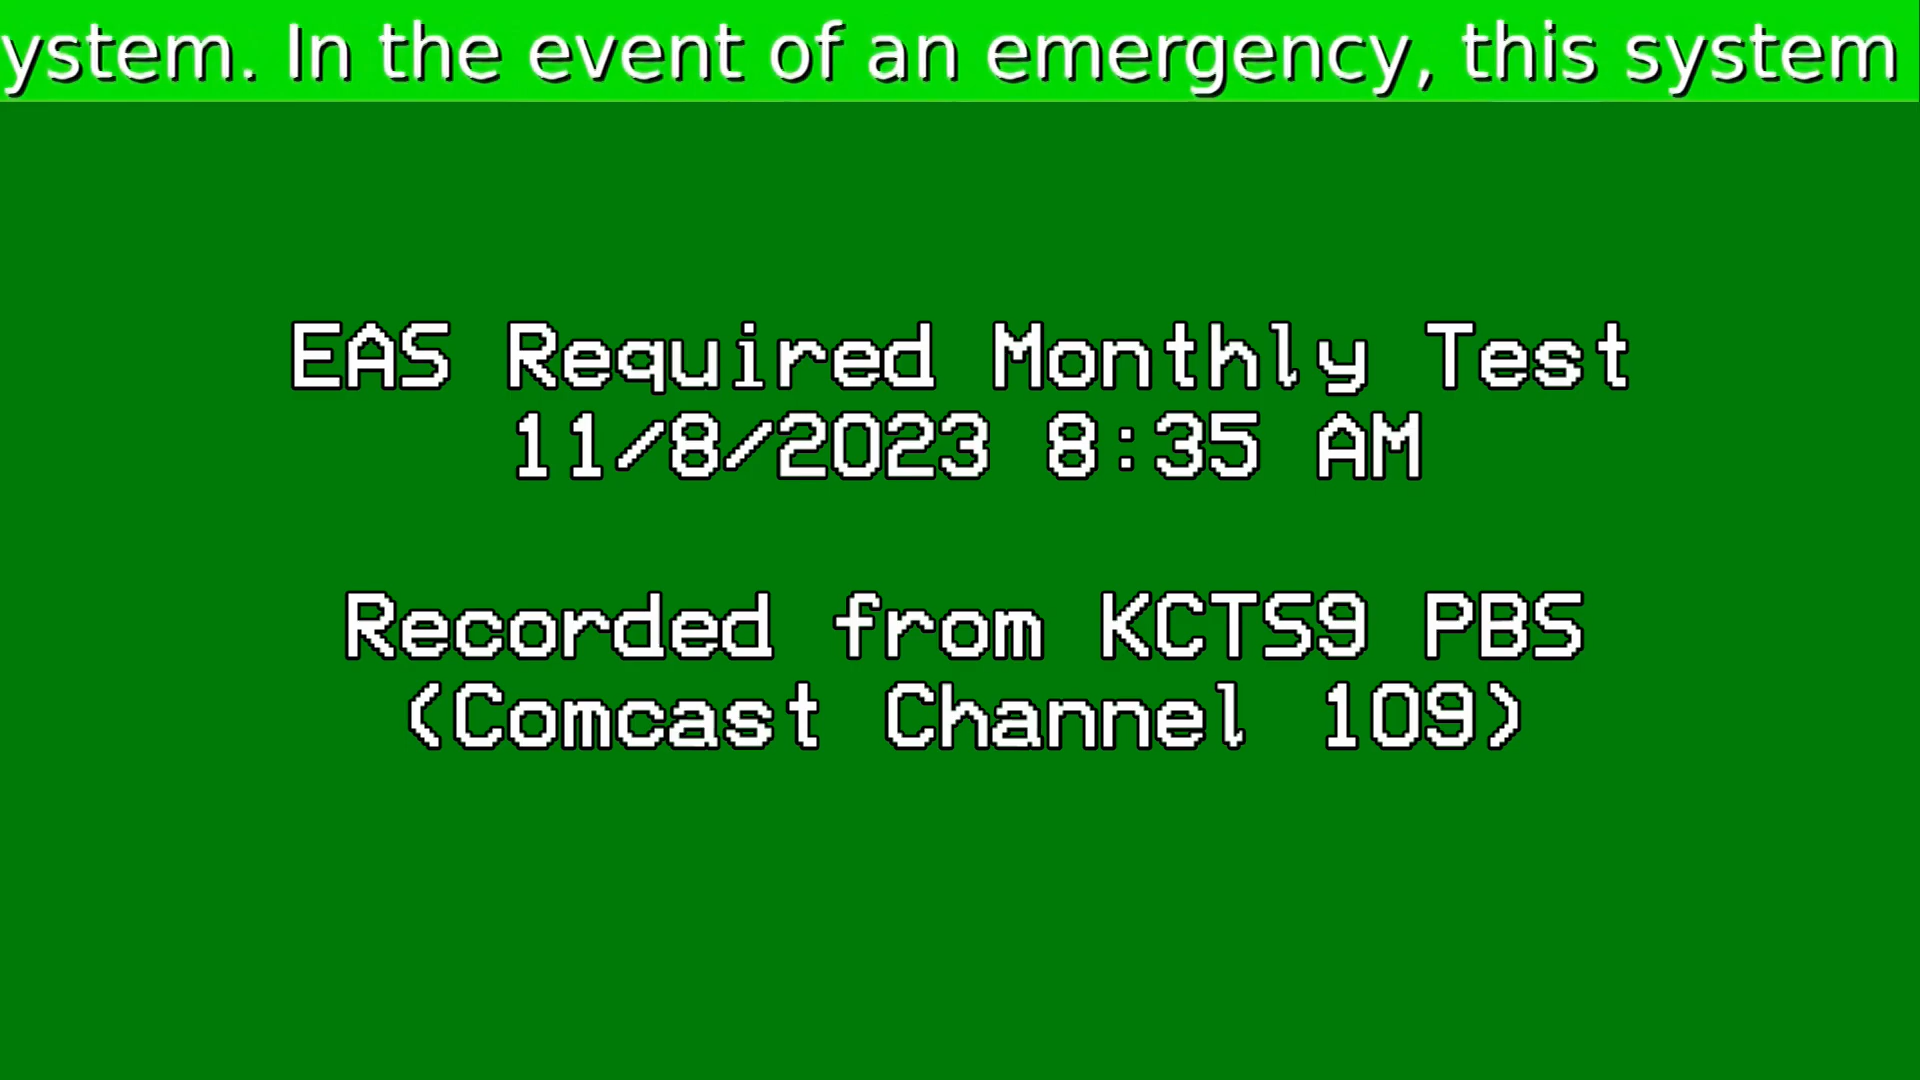 ystem. In the event of an emergency, this system
EAS Required Monthly Test
11/8/2023 8:35 AM
Recorded from KCTS9 PBS
(Comcast Channel 109)